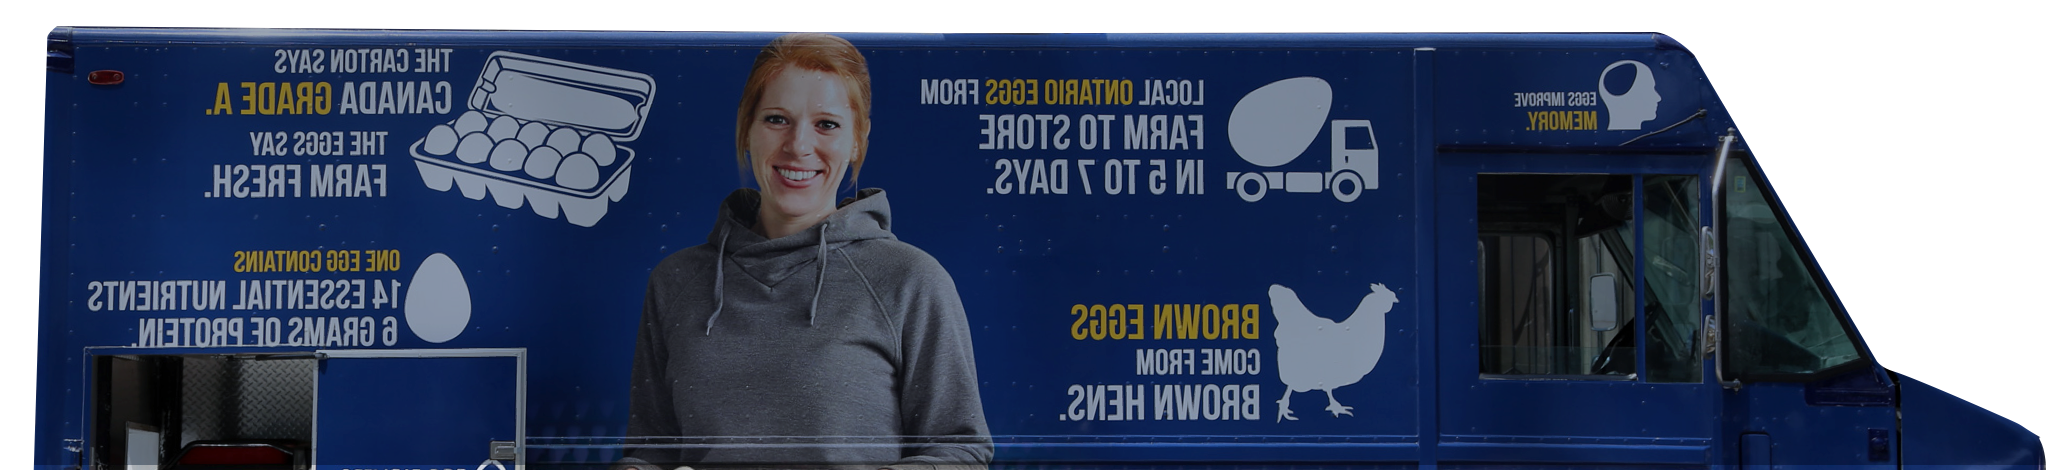 THE CARTON SAYS
CANADA GRADE A.
THE EGGS SAY
FARM FRESH.
ONE EGG CONTAINS
14 ESSENTIAL NUTRIENTS
6 GRAMS OF PROTEIN.
LOCAL ONTARIO EGGS FROM
FARM TO STORE
IN 5 TO 7 DAYS.
BROWN EGGS
COME FROM
BROWN HENS.
EGGS IMPROVE
MEMORY.